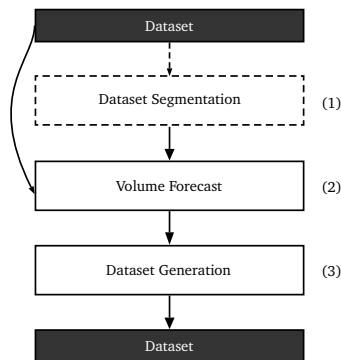 Dataset
Dataset Segmentation
(1)
Volume Forecast
(2)
Dataset Generation
(3)
Dataset